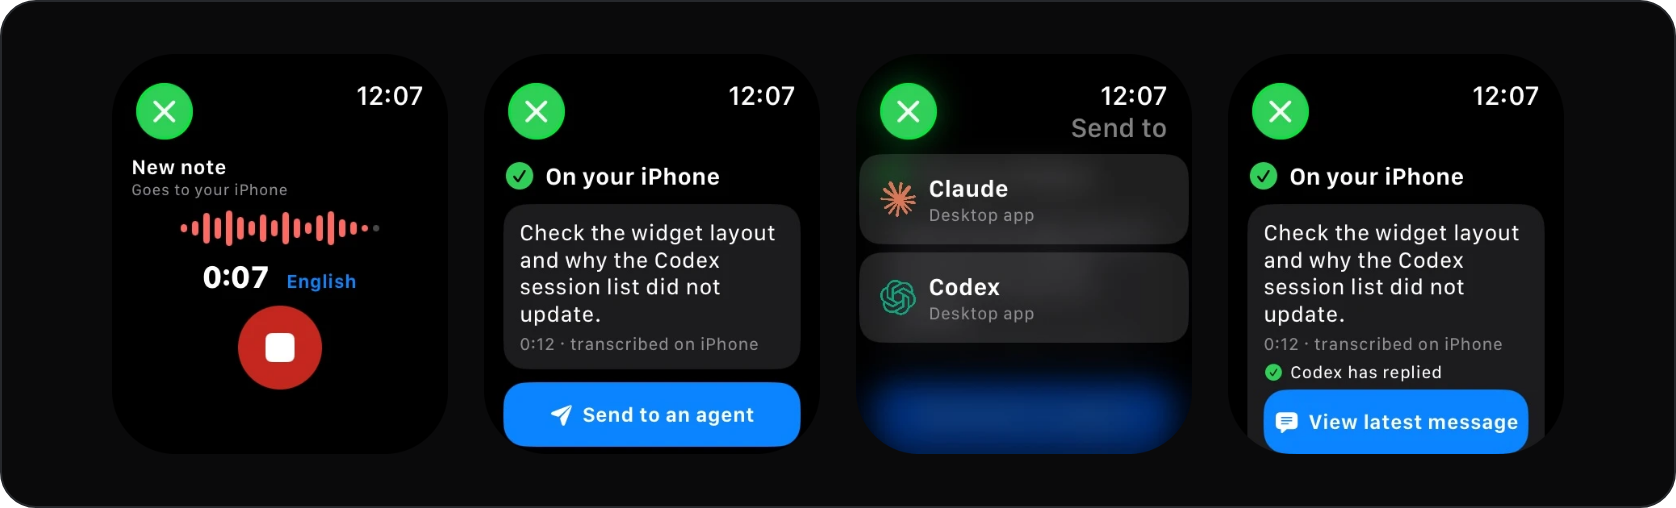 12:07
New note
Goes to your iPhone
0:07 English
12:07
On your iPhone
Check the widget layout
and why the Codex
session list did not
update.
0:12 · transcribed on iPhone
Send to an agent
12:07
Send to
Claude
Desktop app
Codex
Desktop app
12:07
On your iPhone
Check the widget layout
and why the Codex
session list did not
update.
0:12 · transcribed on iPhone
Codex has replied
View latest message